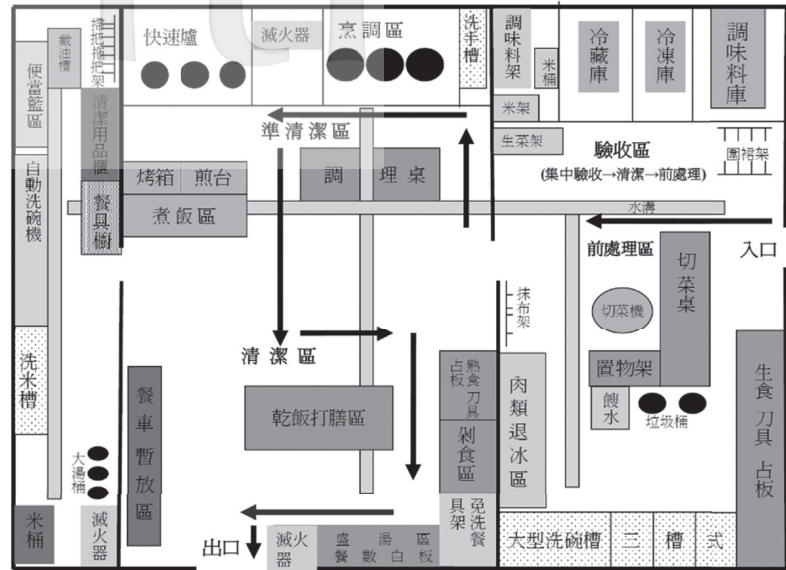 掃把拖把架
截油槽
便當籃區
清潔用品櫃
快速爐
滅火器
烹調區
洗手槽
調味料架
米桶
米架
冷藏庫
冷凍庫
調味料庫
準清潔區
生菜架
驗收區
(集中驗收→清潔→前處理)
圍裙架
自動洗碗機
餐具櫥
烤箱
煎台
煮飯區
調理桌
水溝
前處理區
入口
切菜桌
切菜機
抹布架
清潔區
洗米槽
餐車暫放區
乾飯打膳區
熟食刀具
占板
剁食區
肉類退冰區
置物架
餿水
垃圾桶
生食刀具占板
大湯桶
米桶
滅火器
出口
滅火器
盛湯區
餐數白板
免洗餐具架
大型洗碗槽三槽式